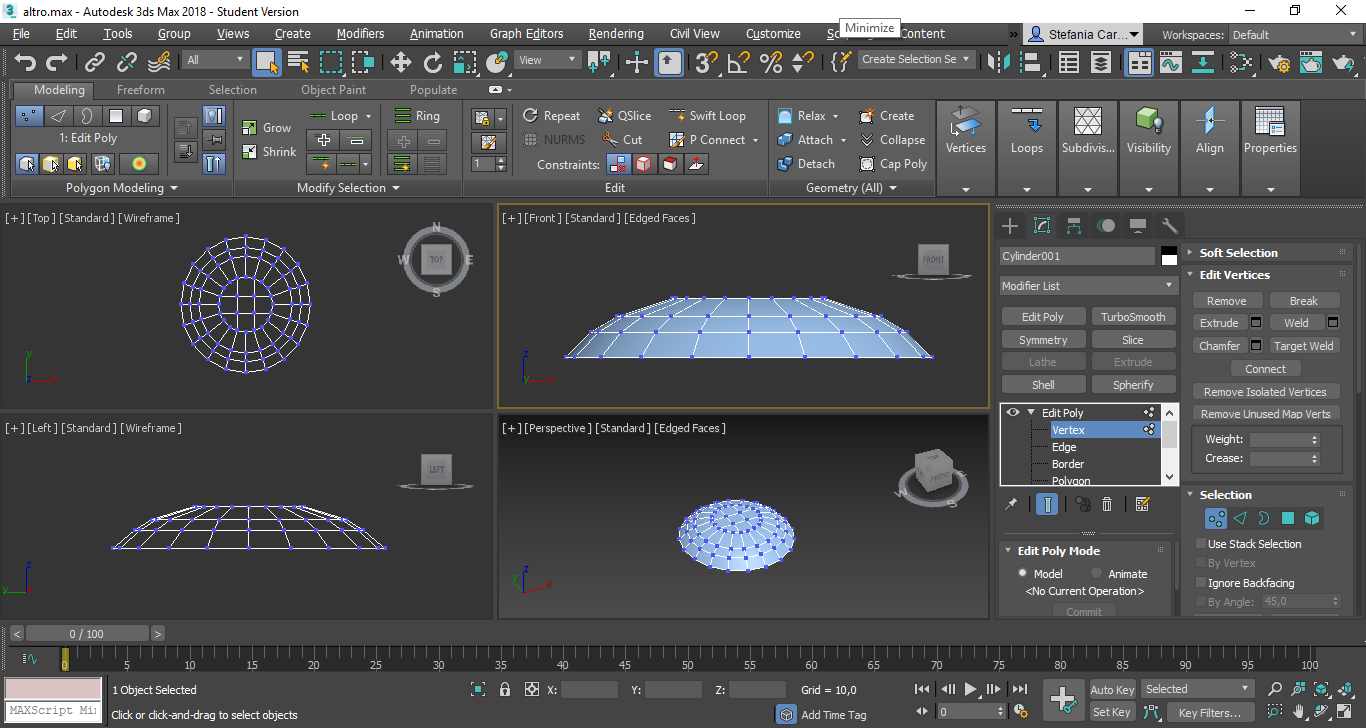 altro.max - Autodesk 3ds Max 2018 - Student Version
Minimize
File Edit Tools Group Views Create Modifiers Animation Graph Editors Rendering Civil View Customize Content » Stefania Car... Workspaces: Default
All View Create Selection Se
Modeling Freeform Selection Object Paint Populate
1: Edit Poly
Grow
Shrink
Loop
Ring
1
Repeat QSlice Swift Loop
NURMS Cut P Connect
Constraints:
Relax Create
Attach Collapse
Detach Cap Poly
Vertices Loops Subdivis... Visibility Align Properties
Polygon Modeling Modify Selection Edit Geometry (All)
[+] [Top] [Standard] [Wireframe]
N
W TOP E
S
y
z x
[+] [Front] [Standard] [Edged Faces]
FRONT
z
y x
[+] [Left] [Standard] [Wireframe]
LEFT
z
y x
[+] [Perspective] [Standard] [Edged Faces]
FRONT
W
S
z
y x
Cylinder001
Modifier List
Edit Poly TurboSmooth
Symmetry Slice
Lathe Extrude
Shell Spherify
Edit Poly
Vertex
Edge
Border
Polygon
Edit Poly Mode
Model Animate
<No Current Operation>
Commit
Soft Selection
Edit Vertices
Remove Break
Extrude Weld
Chamfer Target Weld
Connect
Remove Isolated Vertices
Remove Unused Map Verts
Weight:
Crease:
Selection
Use Stack Selection
By Vertex
Ignore Backfacing
By Angle: 45,0
< 0 / 100 >
0 5 10 15 20 25 30 35 40 45 50 55 60 65 70 75 80 85 90 95 100
1 Object Selected
MAXScript Mi
Click or click-and-drag to select objects
X: Y: Z: Grid = 10,0
Add Time Tag
0
Auto Key Selected
Set Key Key Filters...